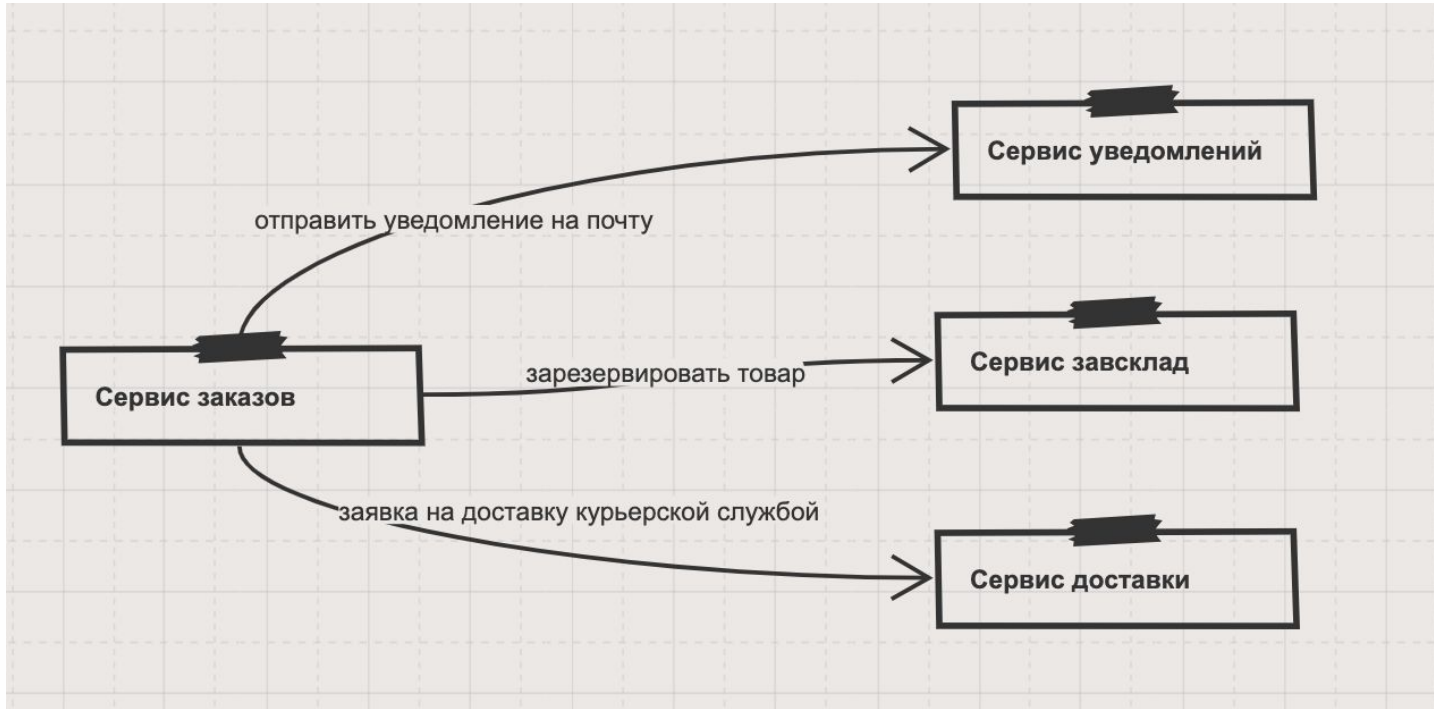 Сервис уведомлений
отправить уведомление на почту
Сервис завсклад
зарезервировать товар
Сервис заказов
заявка на доставку курьерской службой
Сервис доставки